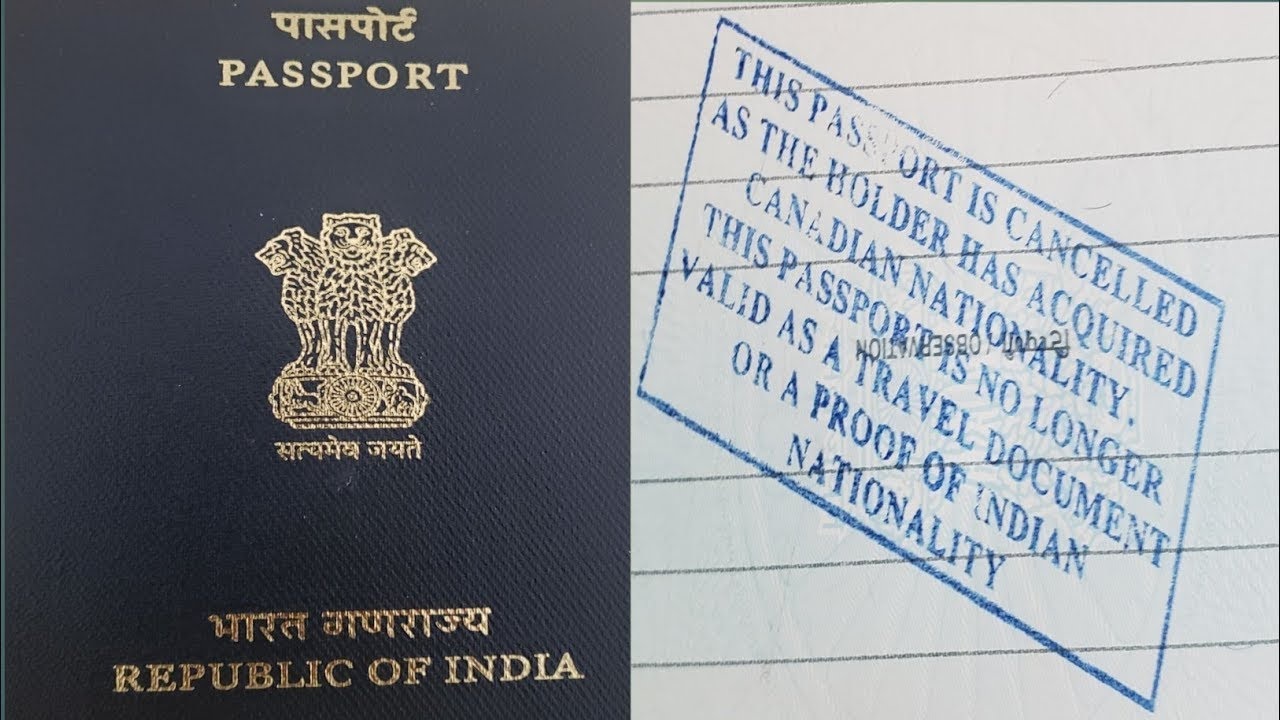 पासपोर्ट
PASSPORT
सत्यमेव जयते
भारत गणराज्य
REPUBLIC OF INDIA
THIS PASSPORT IS CANCELLED
AS THE HOLDER HAS ACQUIRED
CANADIAN NATIONALITY.
THIS PASSPORT IS NO LONGER
VALID AS A TRAVEL DOCUMENT
OR A PROOF OF INDIAN
NATIONALITY
/ OBSERVATION